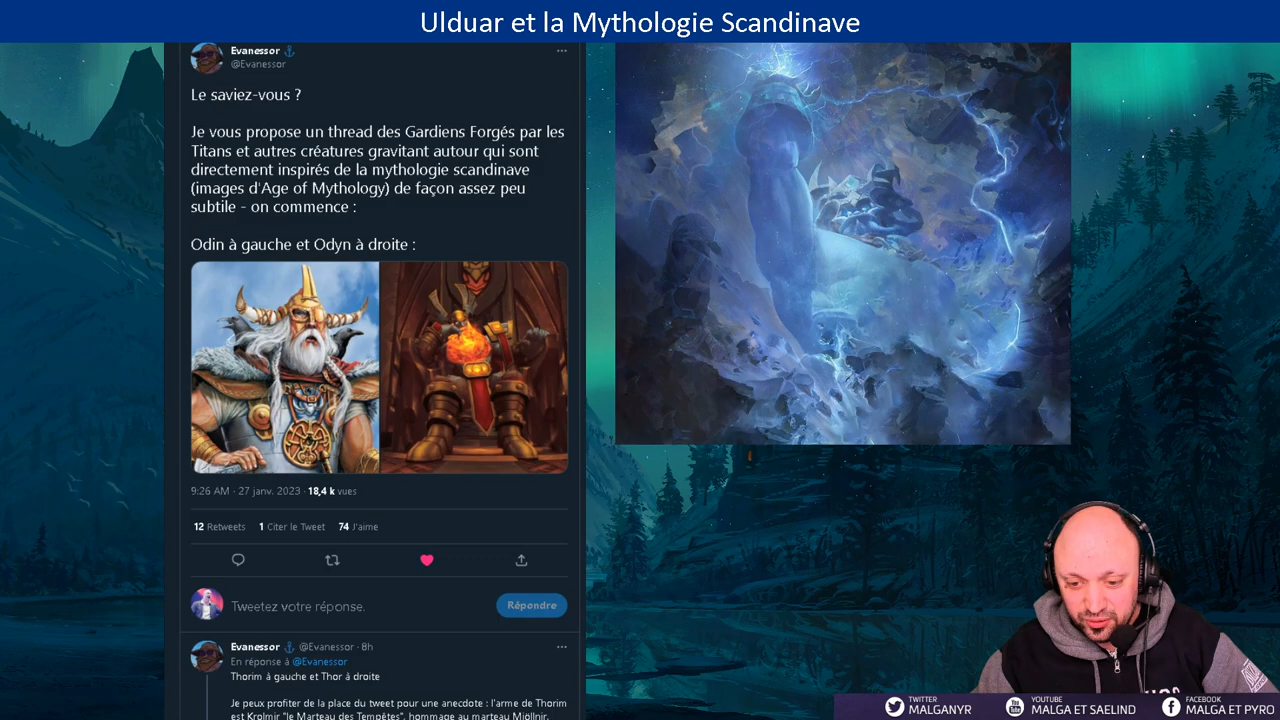 Ulduar et la Mythologie Scandinave
Evanessor
@Evanessor
Le saviez-vous ?
Je vous propose un thread des Gardiens Forgés par les
Titans et autres créatures gravitant autour qui sont
directement inspirés de la mythologie scandinave
(images d'Age of Mythology) de façon assez peu
subtile - on commence :
Odin à gauche et Odyn à droite :
9:26 AM · 27 janv. 2023 · 18,4 k vues
12 Retweets 1 Citer le Tweet 74 J'aime
Tweetez votre réponse.
Répondre
Evanessor @Evanessor · 8h
En réponse à @Evanessor
Thorim à gauche et Thor à droite
Je peux profiter de la place du tweet pour une anecdote : l'arme de Thorim
est Krolmir "le Marteau des Tempêtes", hommage au marteau Mjöllnir.
TWITTER
MALGANYR
YOUTUBE
MALGA ET SAELIND
FACEBOOK
MALGA ET PYRO